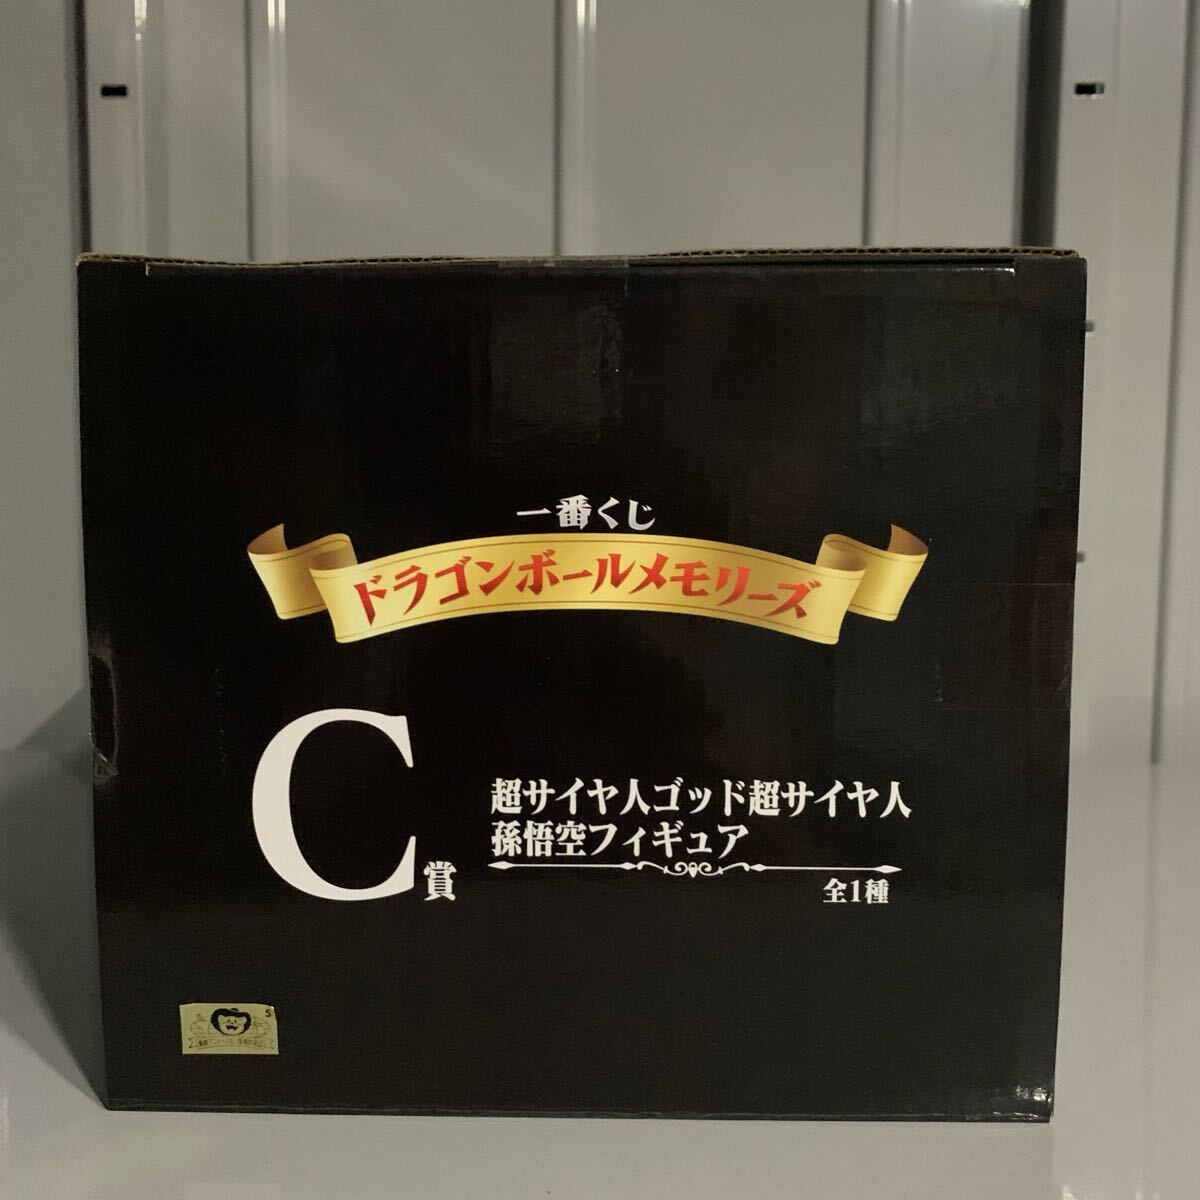 一番くじ
ドラゴンボールメモリーズ
C賞
超サイヤ人ゴッド超サイヤ人
孫悟空フィギュア
全1種
S